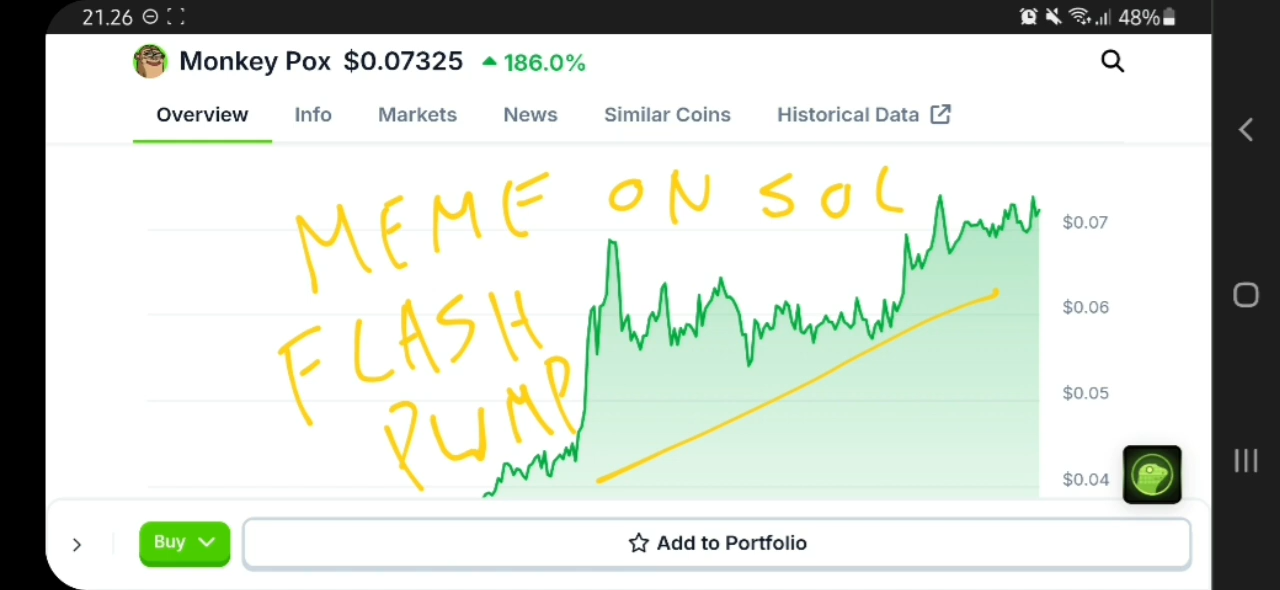 21.26
48%
Monkey Pox $0.07325 186.0%
Overview Info Markets News Similar Coins Historical Data
MEME ON SOL
FLASH
PUMP
$0.07
$0.06
$0.05
$0.04
Buy
Add to Portfolio